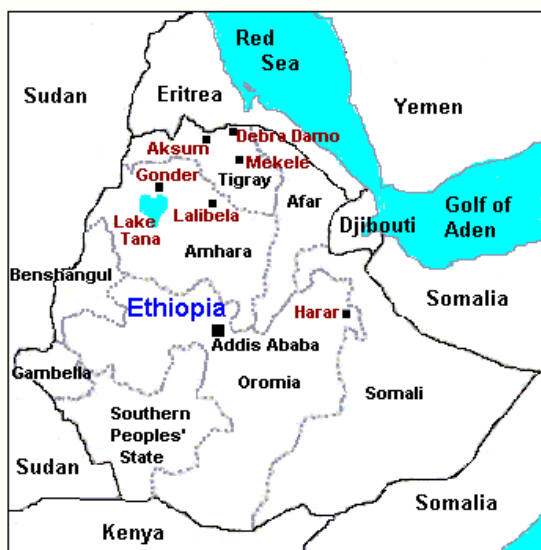 Red
Sea
Sudan
Eritrea
Yemen
Debra Damo
Aksum
Mekele
Gonder
Tigray
Afar
Lalibela
Djibouti
Golf of
Aden
Lake
Tana
Amhara
Benshangul
Somalia
Ethiopia
Harar
Addis Ababa
Gambella
Oromia
Somali
Southern
Peoples'
State
Sudan
Somalia
Kenya